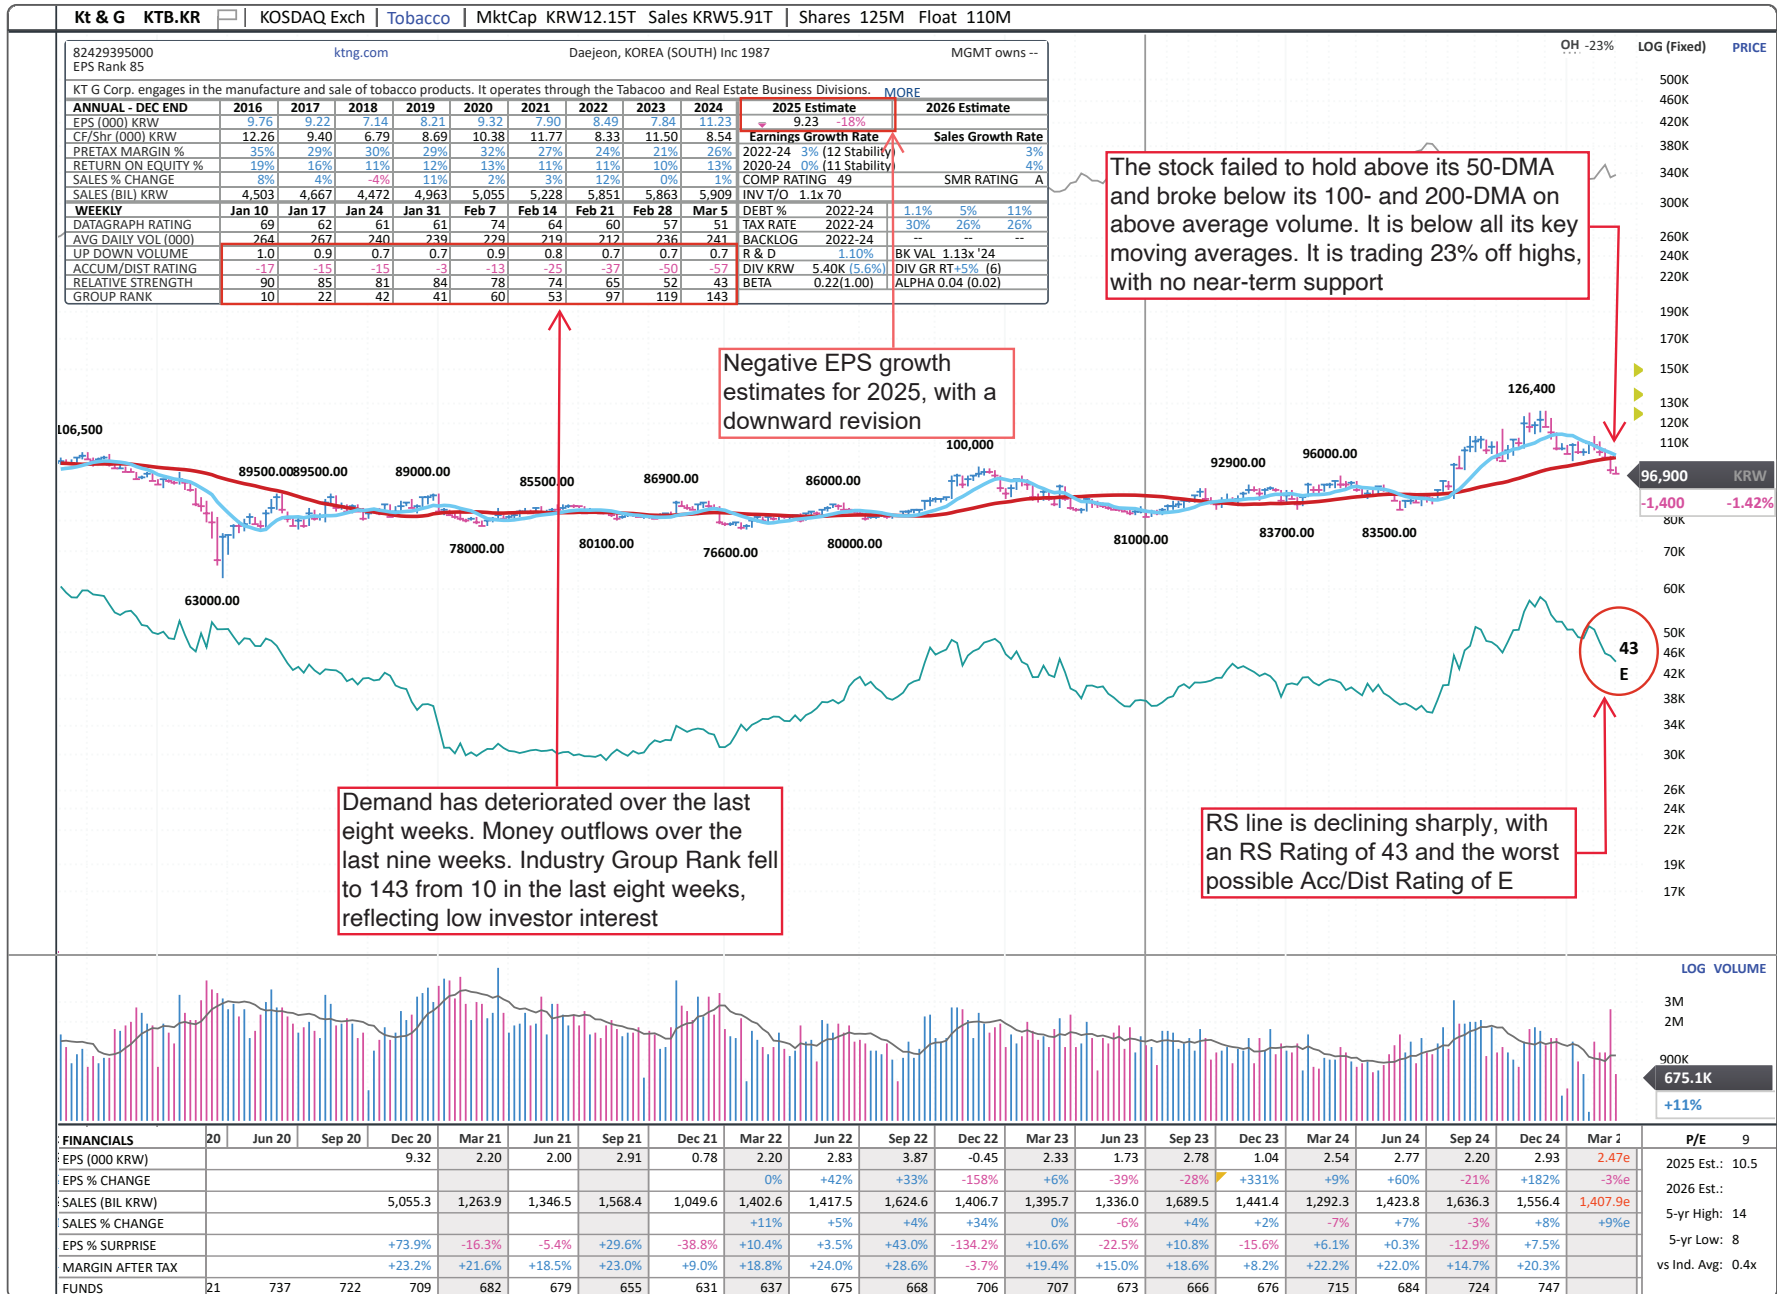 Kt & G KTB.KR | KOSDAQ Exch | Tobacco | MktCap KRW12.15T Sales KRW5.91T | Shares 125M Float 110M
82429395000 ktng.com Daejeon, KOREA (SOUTH) Inc 1987 MGMT owns --
EPS Rank 85
KT G Corp. engages in the manufacture and sale of tobacco products. It operates through the Tabacoo and Real Estate Business Divisions. MORE
ANNUAL - DEC END 2016 2017 2018 2019 2020 2021 2022 2023 2024 2025 Estimate 2026 Estimate
EPS (000) KRW 9.76 9.22 7.14 8.21 9.32 7.90 8.49 7.84 11.23 9.23 -18%
CF/Shr (000) KRW 12.26 9.40 6.79 8.69 10.38 11.77 8.33 11.50 8.54 Earnings Growth Rate Sales Growth Rate
PRETAX MARGIN % 35% 29% 30% 29% 32% 27% 24% 21% 26% 2022-24 3% (12 Stability) 3%
RETURN ON EQUITY % 19% 16% 11% 12% 13% 11% 11% 10% 13% 2020-24 0% (11 Stability) 4%
SALES % CHANGE 8% 4% -4% 11% 2% 3% 12% 0% 1% COMP RATING 49 SMR RATING A
SALES (BIL) KRW 4,503 4,667 4,472 4,963 5,055 5,228 5,851 5,863 5,909 INV T/O 1.1x 70
WEEKLY Jan 10 Jan 17 Jan 24 Jan 31 Feb 7 Feb 14 Feb 21 Feb 28 Mar 5 DEBT % 2022-24 1.1% 5% 11%
DATAGRAPH RATING 69 62 61 61 74 64 60 57 51 TAX RATE 2022-24 30% 26% 26%
AVG DAILY VOL (000) 264 267 240 239 229 219 212 236 241 BACKLOG 2022-24 -- -- --
UP DOWN VOLUME 1.0 0.9 0.7 0.7 0.9 0.8 0.7 0.7 0.7 R & D 1.10% BK VAL 1.13x '24
ACCUM/DIST RATING -17 -15 -15 -3 -13 -25 -37 -50 -57 DIV KRW 5.40K (5.6%) DIV GR RT +5% (6)
RELATIVE STRENGTH 90 85 81 84 78 74 65 52 43 BETA 0.22(1.00) ALPHA 0.04 (0.02)
GROUP RANK 10 22 42 41 60 53 97 119 143
OH -23% LOG (Fixed) PRICE
500K
460K
420K
380K
340K
300K
260K
240K
220K
190K
170K
150K
130K
120K
110K
96,900 KRW
-1,400 -1.42%
80K
70K
60K
50K
46K
42K
38K
34K
30K
26K
24K
22K
19K
17K
The stock failed to hold above its 50-DMA
and broke below its 100- and 200-DMA on
above average volume. It is below all its key
moving averages. It is trading 23% off highs,
with no near-term support
Negative EPS growth
estimates for 2025, with a
downward revision
106,500
89500.00 89500.00 89000.00 85500.00 86900.00 86000.00 100,000 92900.00 96000.00 126,400
63000.00 78000.00 80100.00 76600.00 80000.00 81000.00 83700.00 83500.00
43
E
Demand has deteriorated over the last
eight weeks. Money outflows over the
last nine weeks. Industry Group Rank fell
to 143 from 10 in the last eight weeks,
reflecting low investor interest
RS line is declining sharply, with
an RS Rating of 43 and the worst
possible Acc/Dist Rating of E
LOG VOLUME
3M
2M
900K
675.1K
+11%
FINANCIALS 20 Jun 20 Sep 20 Dec 20 Mar 21 Jun 21 Sep 21 Dec 21 Mar 22 Jun 22 Sep 22 Dec 22 Mar 23 Jun 23 Sep 23 Dec 23 Mar 24 Jun 24 Sep 24 Dec 24 Mar 2
EPS (000 KRW) 9.32 2.20 2.00 2.91 0.78 2.20 2.83 3.87 -0.45 2.33 1.73 2.78 1.04 2.54 2.77 2.20 2.93 2.47e
EPS % CHANGE 0% +42% +33% -158% +6% -39% -28% +331% +9% +60% -21% +182% -3%e
SALES (BIL KRW) 5,055.3 1,263.9 1,346.5 1,568.4 1,049.6 1,402.6 1,417.5 1,624.6 1,406.7 1,395.7 1,336.0 1,689.5 1,441.4 1,292.3 1,423.8 1,636.3 1,556.4 1,407.9e
SALES % CHANGE +11% +5% +4% +34% 0% -6% +4% +2% -7% +7% -3% +8% +9%e
EPS % SURPRISE +73.9% -16.3% -5.4% +29.6% -38.8% +10.4% +3.5% +43.0% -134.2% +10.6% -22.5% +10.8% -15.6% +6.1% +0.3% -12.9% +7.5%
MARGIN AFTER TAX +23.2% +21.6% +18.5% +23.0% +9.0% +18.8% +24.0% +28.6% -3.7% +19.4% +15.0% +18.6% +8.2% +22.2% +22.0% +14.7% +20.3%
FUNDS 21 737 722 709 682 679 655 631 637 675 668 706 707 673 666 676 715 684 724 747
P/E 9
2025 Est.: 10.5
2026 Est.:
5-yr High: 14
5-yr Low: 8
vs Ind. Avg: 0.4x